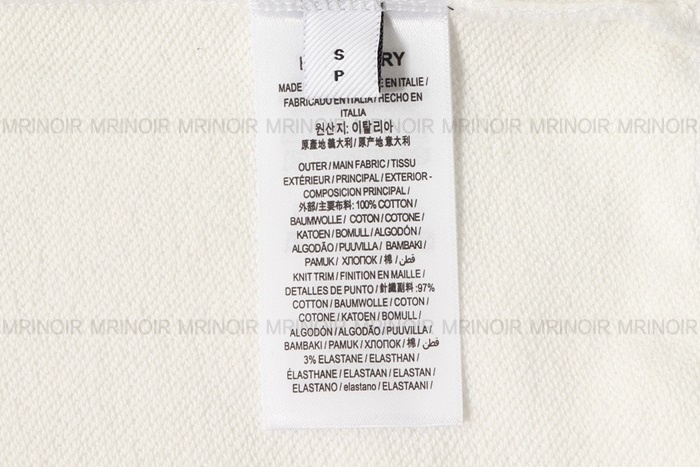 S
P
RY
MADE EN ITALIE /
FABRICADO EN ITALIA / HECHO EN
ITALIA
MRINOIR MRINOIR MRINOIR MRINOIR MRINOIR MRINOIR MRINOIR MRINOIR
원산지: 이탈리아
原產地 義大利 / 原产地 意大利
OUTER / MAIN FABRIC / TISSU
EXTÉRIEUR / PRINCIPAL / EXTERIOR -
COMPOSICION PRINCIPAL /
外部/主要布料: 100% COTTON /
BAUMWOLLE / COTON / COTONE /
KATOEN / BOMULL / ALGODÓN /
ALGODÃO / PUUVILLA / BAMBAKI /
PAMUK / ХЛОПОК / 棉 / قطن /
KNIT TRIM / FINITION EN MAILLE /
DETALLES DE PUNTO / 針織副料 :97%
COTTON / BAUMWOLLE / COTON /
COTONE / KATOEN / BOMULL /
MRINOIR MRINOIR MRINOIR MRINOIR MRINOIR MRINOIR MRINOIR MRINOIR
ALGODÓN / ALGODÃO / PUUVILLA /
BAMBAKI / PAMUK / ХЛОПОК / 棉 / قطن
3% ELASTANE / ELASTHAN /
ÉLASTHANE / ELASTAAN / ELASTAN /
ELASTANO / elastano / ELASTAANI /